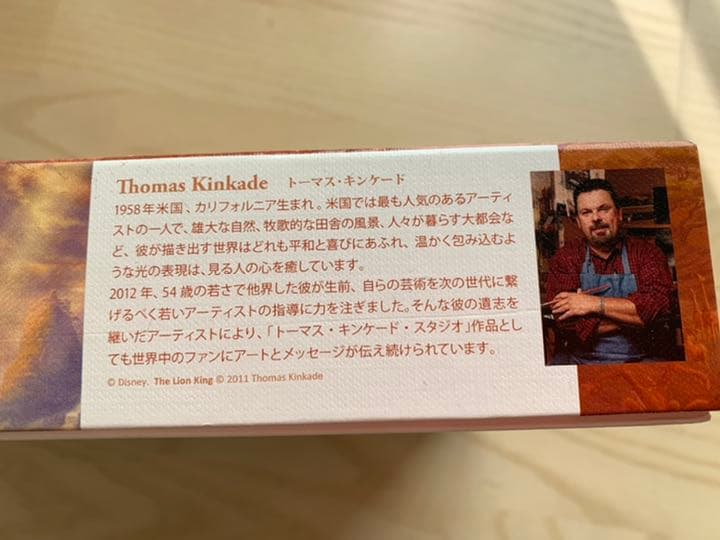 Thomas Kinkade トーマス・キンケード
1958年米国、カリフォルニア生まれ。米国では最も人気のあるアーティ
ストの一人で、雄大な自然、牧歌的な田舎の風景、人々が暮らす大都会な
ど、彼が描き出す世界はどれも平和と喜びにあふれ、温かく包み込むよ
うな光の表現は、見る人の心を癒しています。
2012年、54歳の若さで他界した彼が生前、自らの芸術を次の世代に繋
げるべく若いアーティストの指導に力を注ぎました。そんな彼の遺志を
継いだアーティストにより、「トーマス・キンケード・スタジオ」作品とし
ても世界中のファンにアートとメッセージが伝え続けられています。
© Disney. The Lion King © 2011 Thomas Kinkade